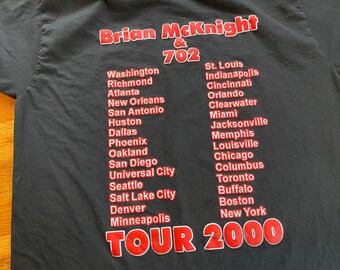 Brian McKnight
&
702
Washington
Richmond
Atlanta
New Orleans
San Antonio
Huston
Dallas
Phoenix
Oakland
San Diego
Universal City
Seattle
Salt Lake City
Denver
Minneapolis
St. Louis
Indianapolis
Cincinnati
Orlando
Clearwater
Miami
Jacksonville
Memphis
Louisville
Chicago
Columbus
Toronto
Buffalo
Boston
New York
TOUR 2000